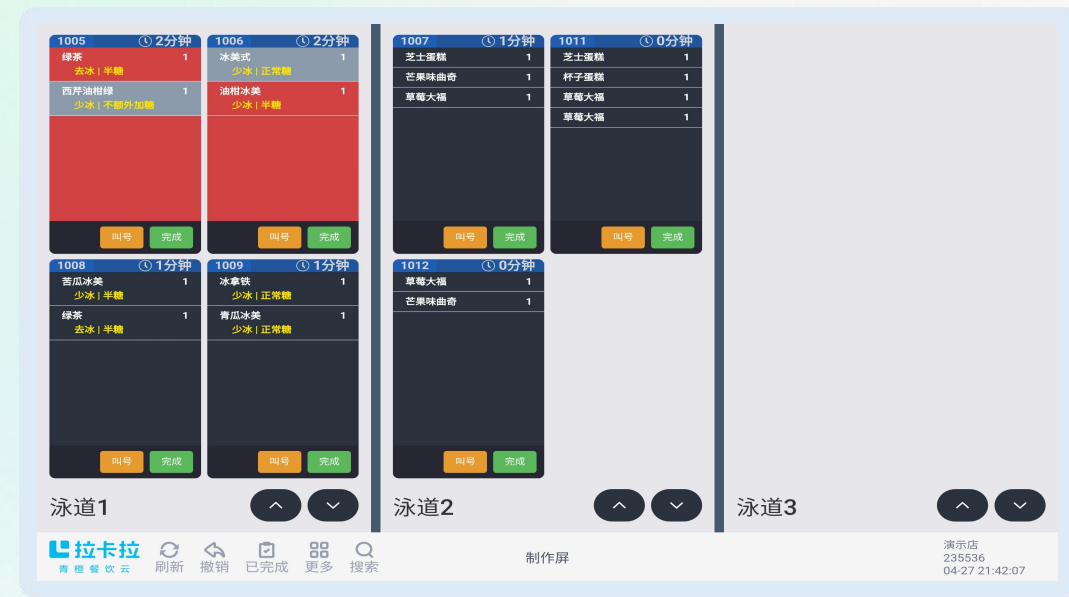 1005 2分钟
绿茶 1
去冰 | 半糖
西芹油柑绿 1
少冰 | 不额外加糖
叫号 完成
1006 2分钟
冰美式 1
少冰 | 正常糖
油柑冰美 1
少冰 | 半糖
叫号 完成
1008 1分钟
苦瓜冰美 1
少冰 | 半糖
绿茶 1
去冰 | 半糖
叫号 完成
1009 1分钟
冰拿铁 1
少冰 | 正常糖
青瓜冰美 1
少冰 | 正常糖
叫号 完成
泳道1
1007 1分钟
芝士蛋糕 1
芒果味曲奇 1
草莓大福 1
叫号 完成
1011 0分钟
芝士蛋糕 1
杯子蛋糕 1
草莓大福 1
草莓大福 1
叫号 完成
1012 0分钟
草莓大福 1
芒果味曲奇 1
叫号 完成
泳道2
泳道3
拉卡拉
青橙餐饮云
刷新 撤销 已完成 更多 搜索
制作屏
演示店
235536
04-27 21:42:07